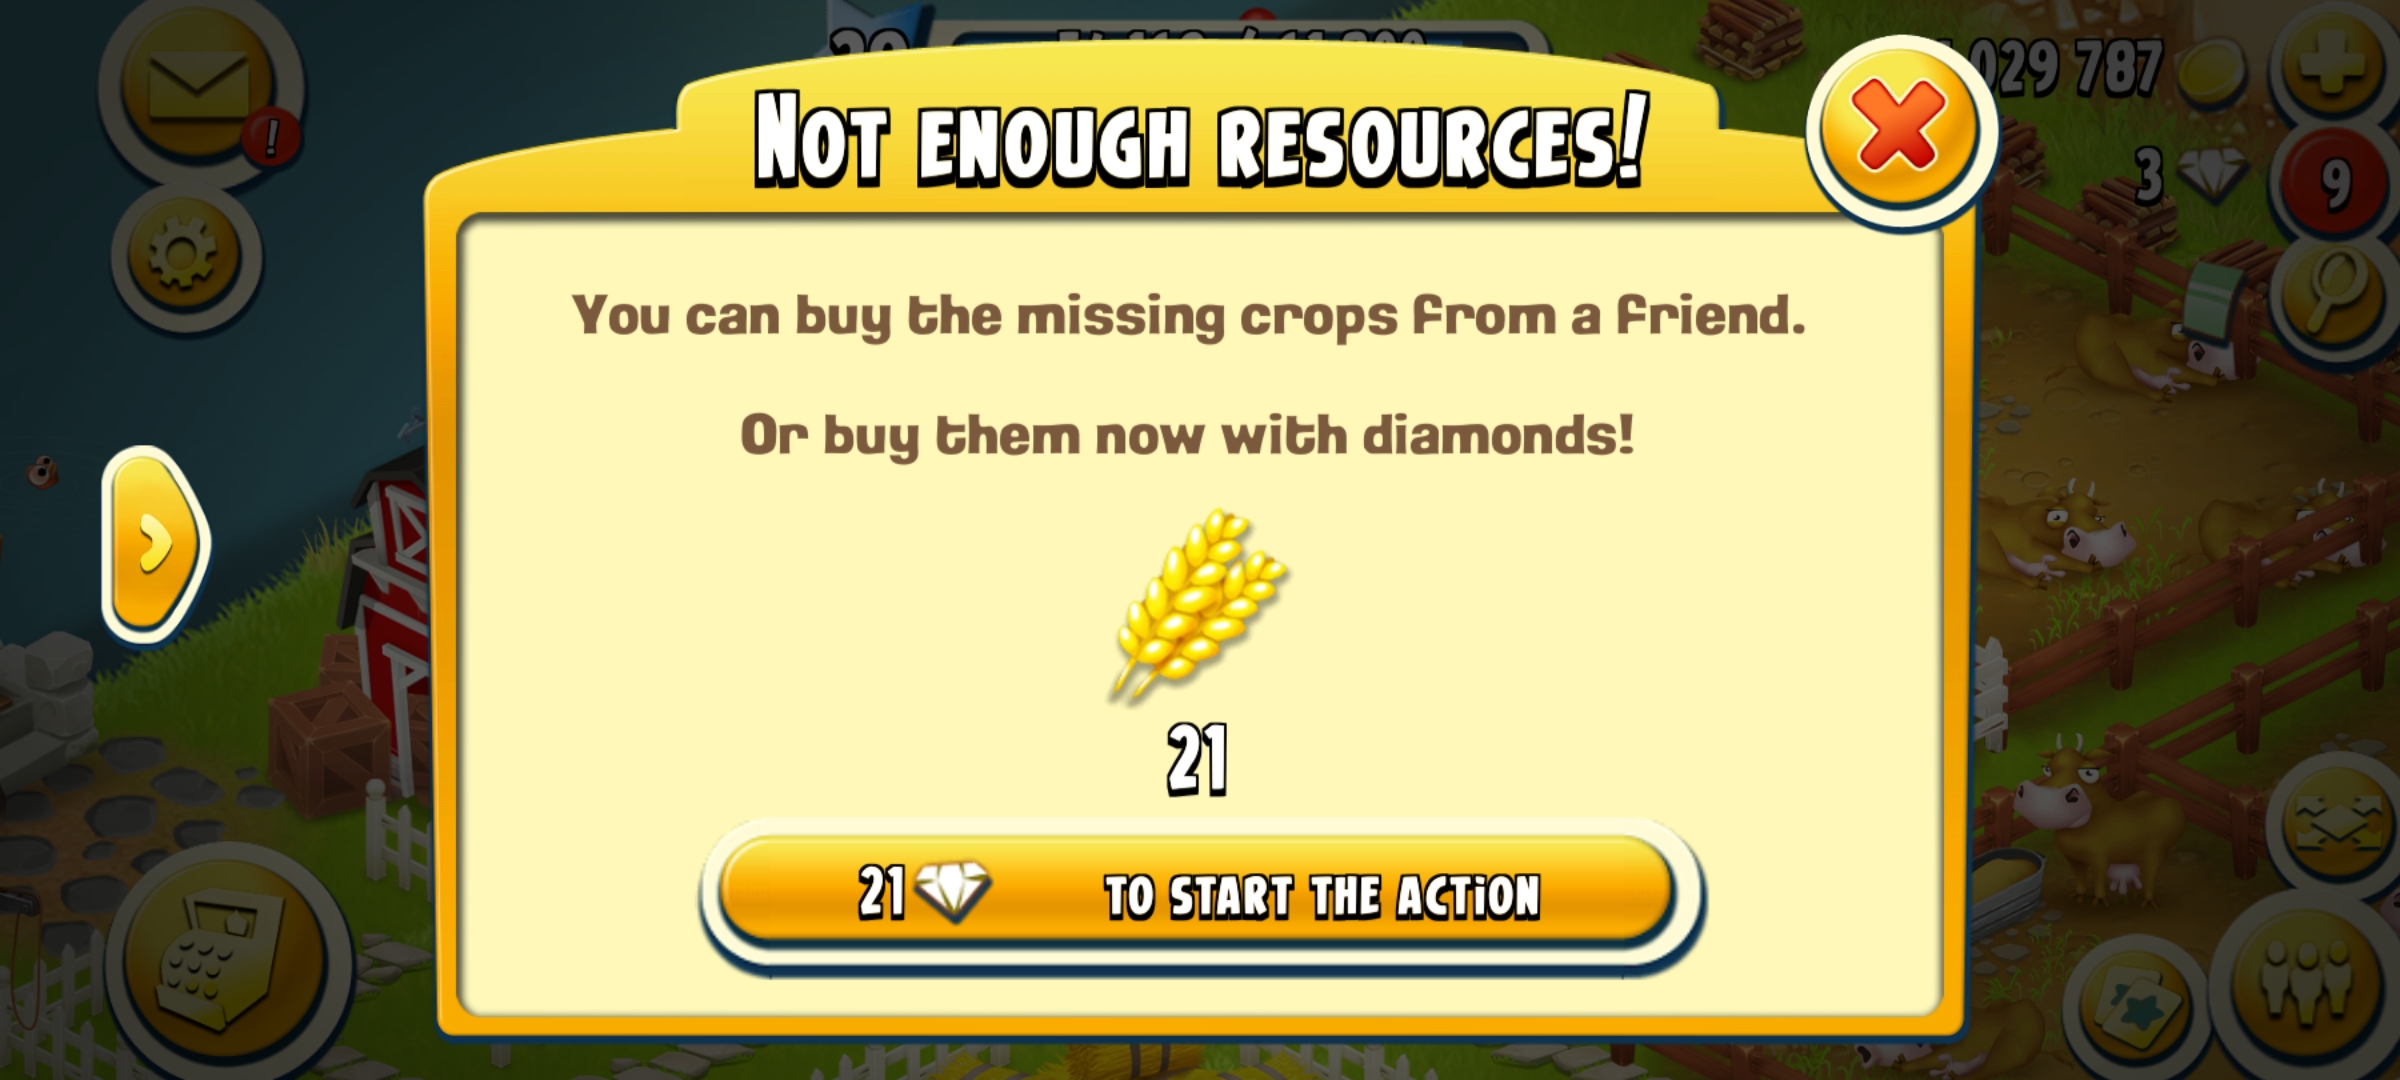 NOT ENOUGH RESOURCES!
029 787
3
9
!
You can buy the missing crops from a friend.
Or buy them now with diamonds!
21
21 TO START THE ACTION